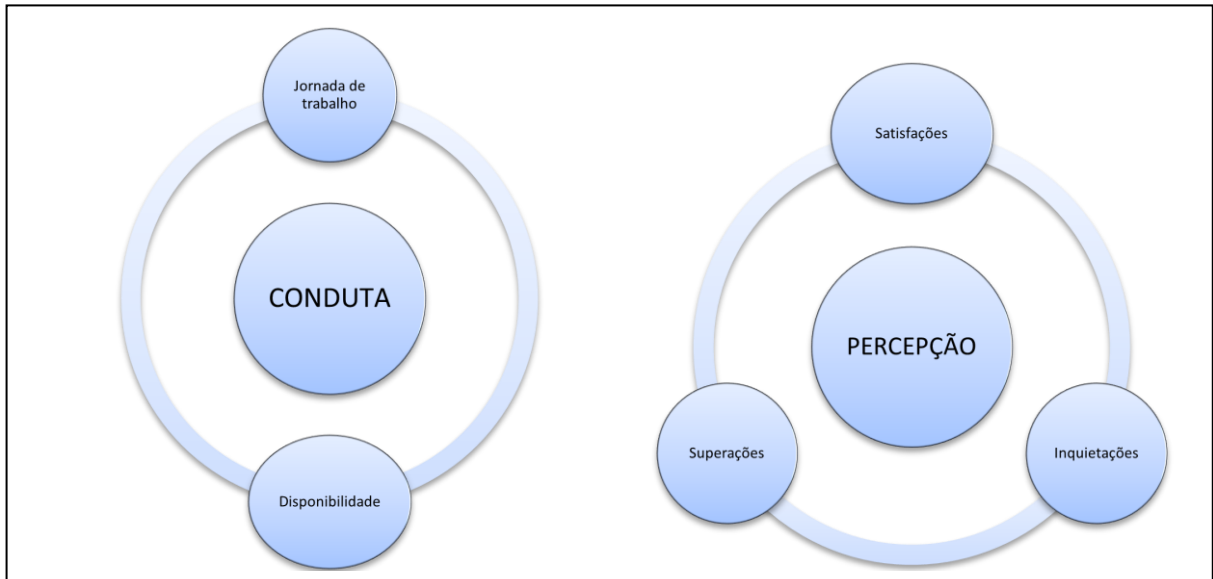 Jornada de
trabalho
CONDUTA
Disponibilidade
Satisfações
PERCEPÇÃO
Superações
Inquietações